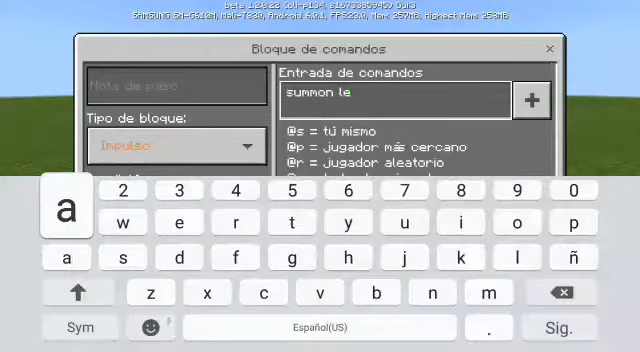 Bloque de comandos
Nota de paso
Entrada de comandos
summon le
Tipo de bloque:
Impulso
@s = tú mismo
@p = jugador más cercano
@r = jugador aleatorio
a
2 3 4 5 6 7 8 9 0
w e r t y u i o p
a s d f g h j k l ñ
z x c v b n m
Sym
Español(US)
.
Sig.